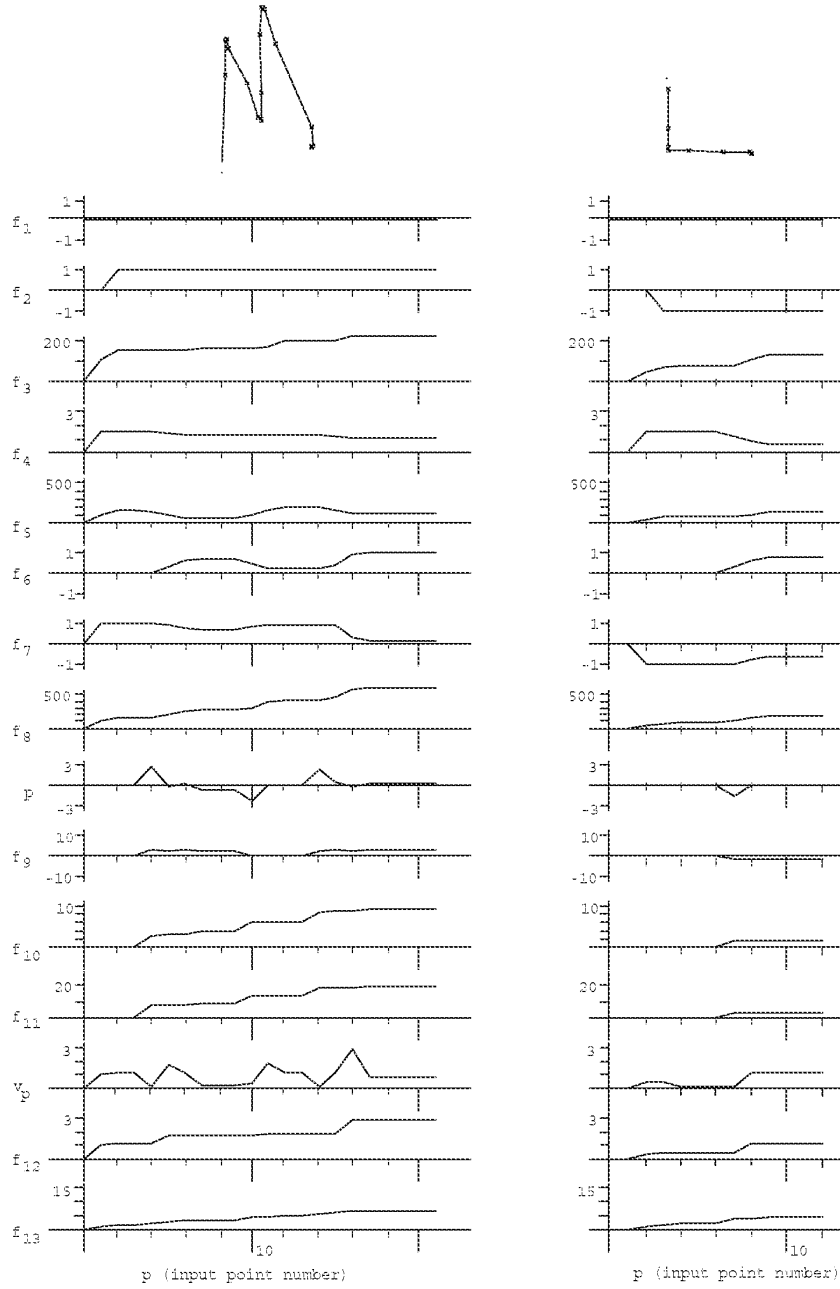 1 1
f1
-1 -1
1 1
f2
-1 -1
200 200
f3
3 3
f4
500 500
f5
1 1
f6
-1 -1
1 1
f7
-1 -1
500 500
f8
3 3
p
-3 -3
10 10
f9
-10 -10
10 10
f10
20 20
f11
3 3
vp
3 3
f12
15 15
f13
10 10
p (input point number) p (input point number)